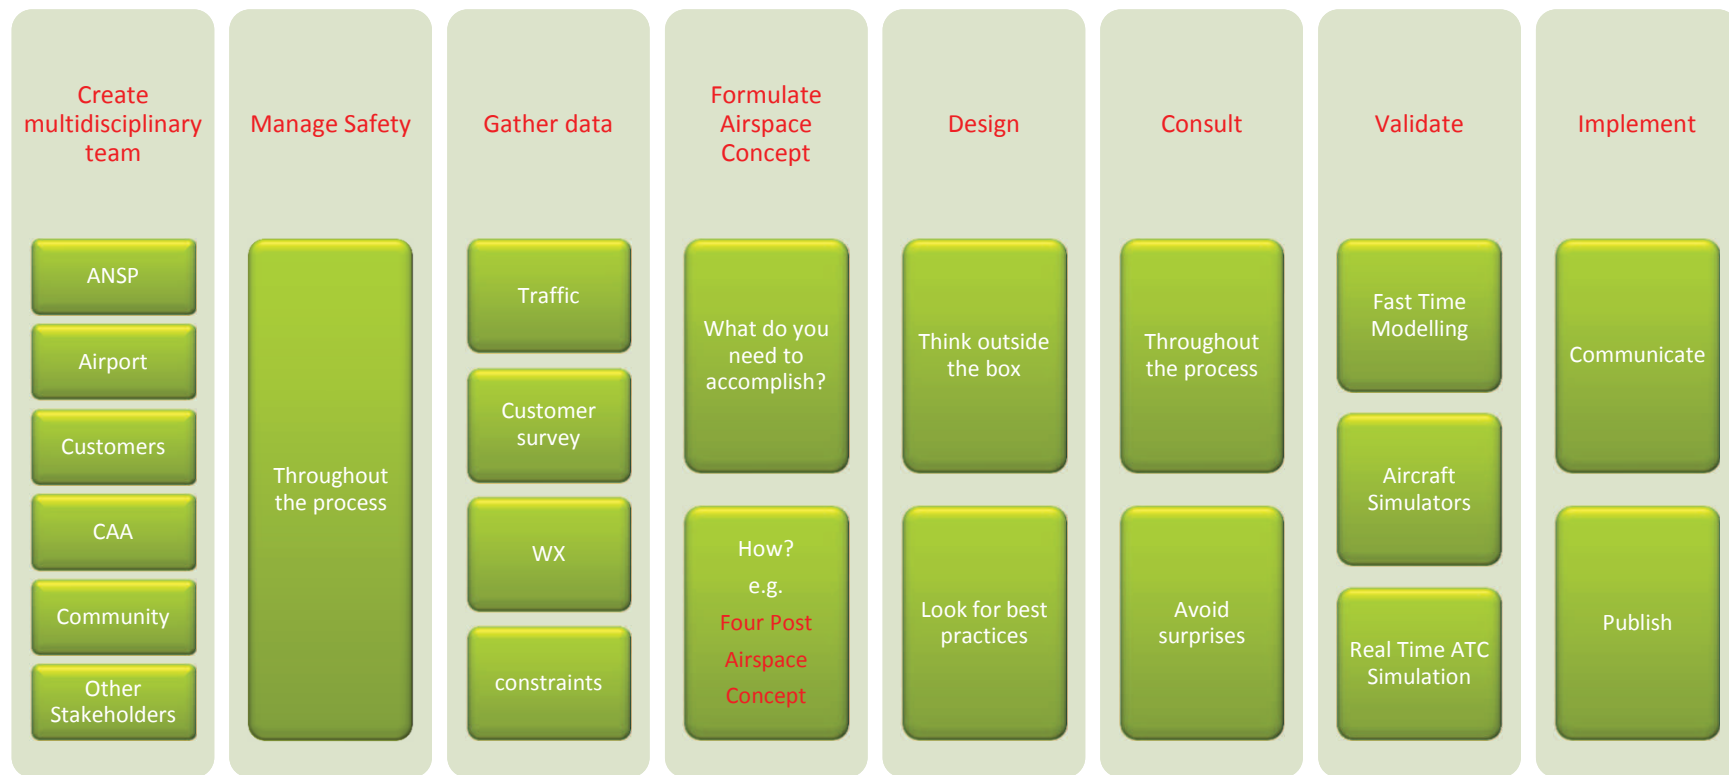 Create
multidisciplinary
team
ANSP
Airport
Customers
CAA
Community
Other
Stakeholders
Manage Safety
Throughout
the process
Gather data
Traffic
Customer
survey
WX
constraints
Formulate
Airspace
Concept
What do you
need to
accomplish?
How?
e.g.
Four Post
Airspace
Concept
Design
Think outside
the box
Look for best
practices
Consult
Throughout
the process
Avoid
surprises
Validate
Fast Time
Modelling
Aircraft
Simulators
Real Time ATC
Simulation
Implement
Communicate
Publish